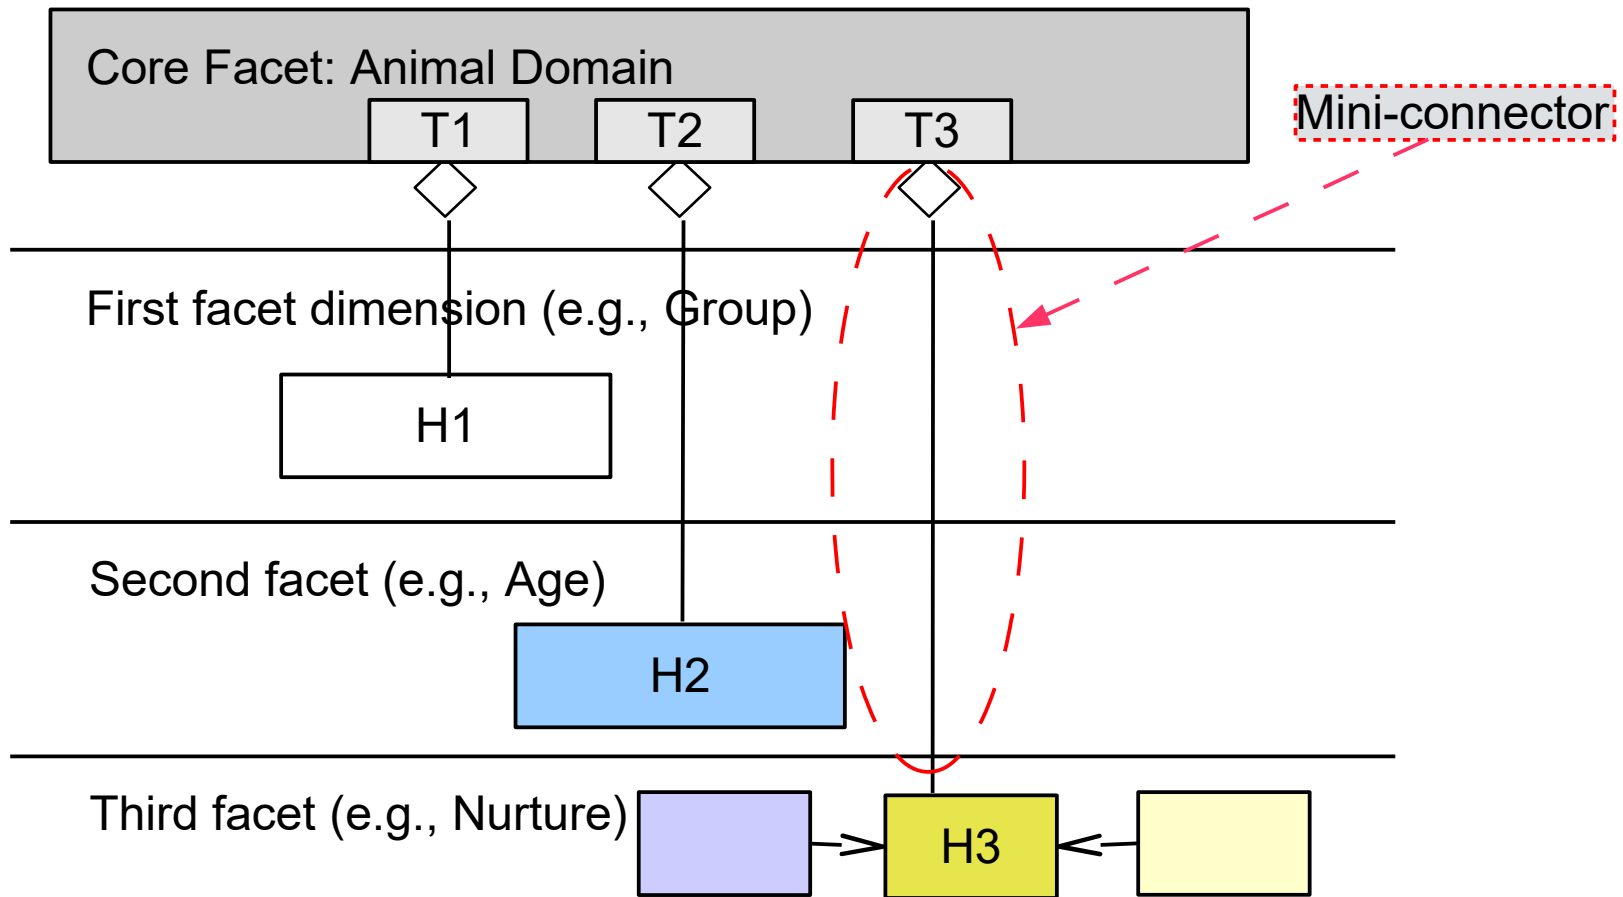 Core Facet: Animal Domain
T1
T2
T3
Mini-connector
First facet dimension (e.g., Group)
H1
Second facet (e.g., Age)
H2
Third facet (e.g., Nurture)
H3